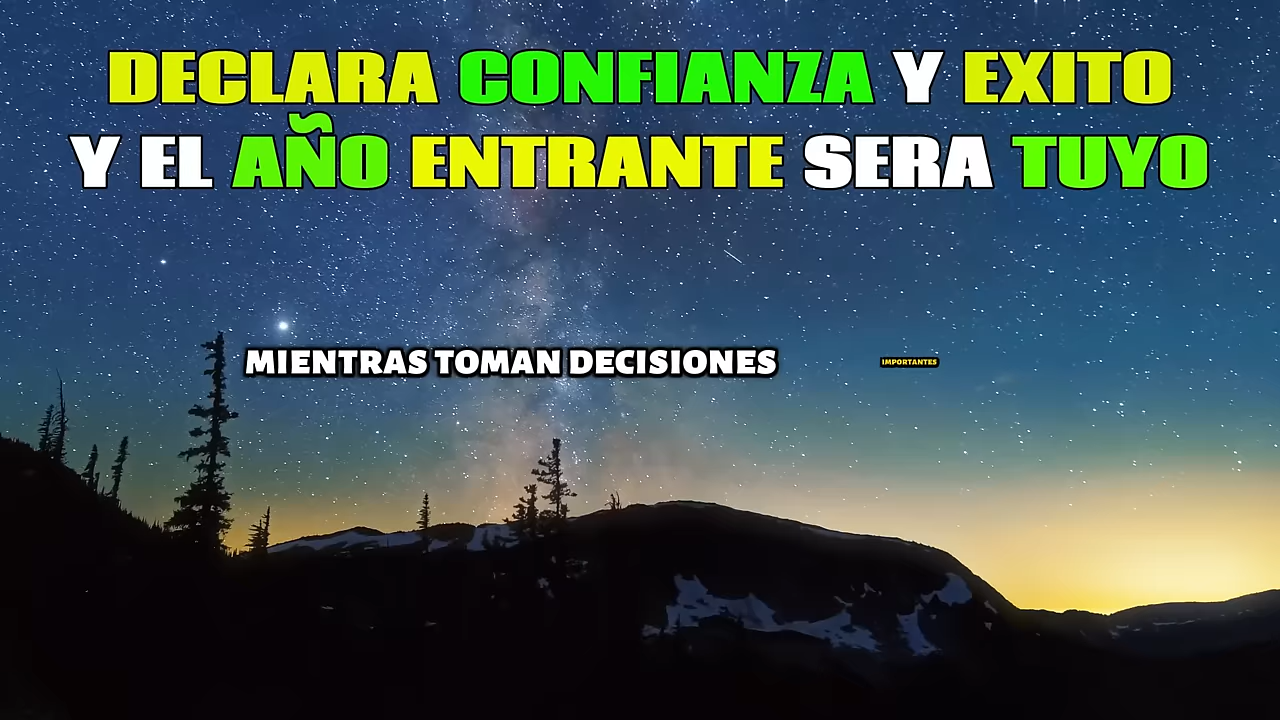 DECLARA CONFIANZA Y EXITO
Y EL AÑO ENTRANTE SERA TUYO
MIENTRAS TOMAN DECISIONES IMPORTANTES